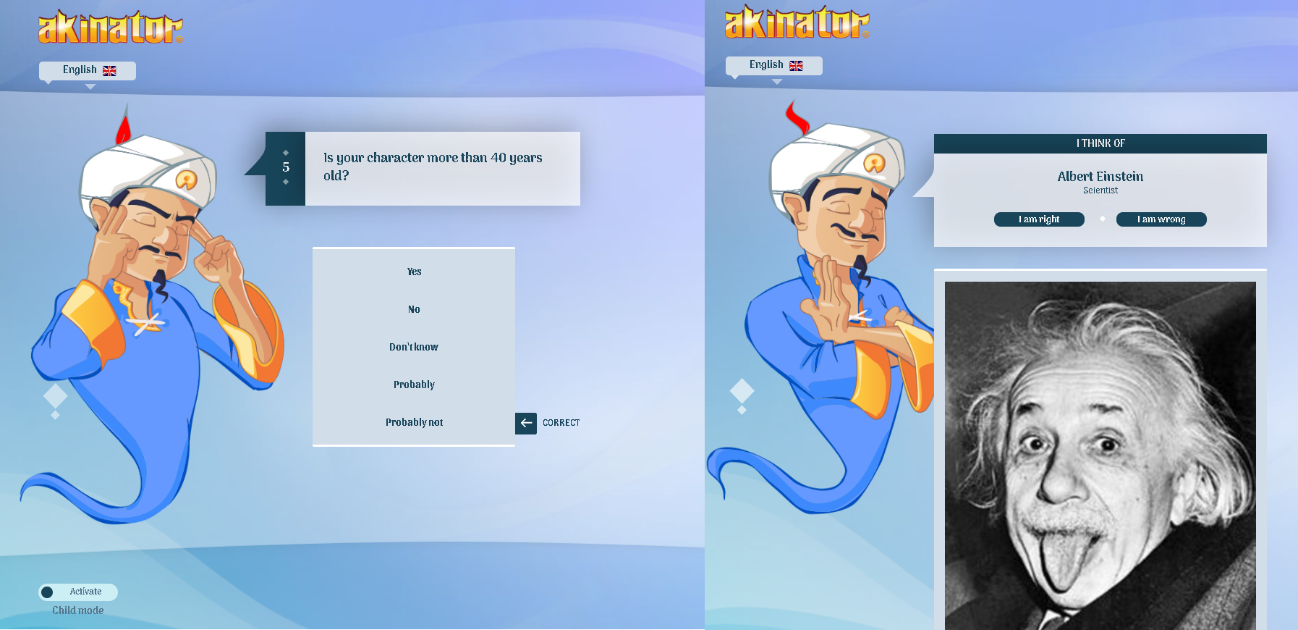 akinator
English
5
Is your character more than 40 years
old?
Yes
No
Don't know
Probably
Probably not
CORRECT
Activate
Child mode
akinator
English
I THINK OF
Albert Einstein
Scientist
I am right
I am wrong